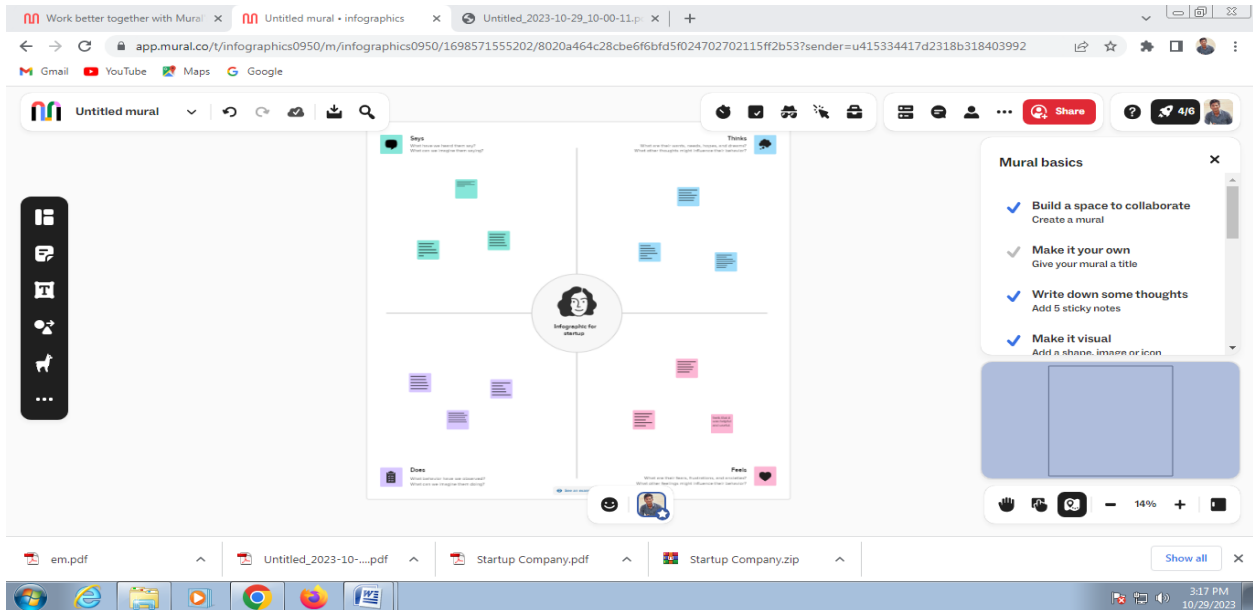 Work better together with Mural
Untitled mural • infographics
Untitled_2023-10-29_10-00-11.p
app.mural.co/t/infographics0950/m/infographics0950/1698571555202/8020a464c28cbe6f6bfd5f024702702115ff2b53?sender=u415334417d2318b318403992
Gmail
YouTube
Maps
Google
Untitled mural
Share
4/6
Says
What have we heard them say?
What can we imagine them saying?
Thinks
What are their wants, needs, hopes, and dreams?
What other thoughts might influence their behavior?
Infographic for
startup
Does
What behavior have we observed?
What can we imagine them doing?
Feels
What are their fears, frustrations, and anxieties?
What other feelings might influence their behavior?
Mural basics
Build a space to collaborate
Create a mural
Make it your own
Give your mural a title
Write down some thoughts
Add 5 sticky notes
Make it visual
Add a shape, image or icon
14%
em.pdf
Untitled_2023-10-....pdf
Startup Company.pdf
Startup Company.zip
Show all
3:17 PM
10/29/2023